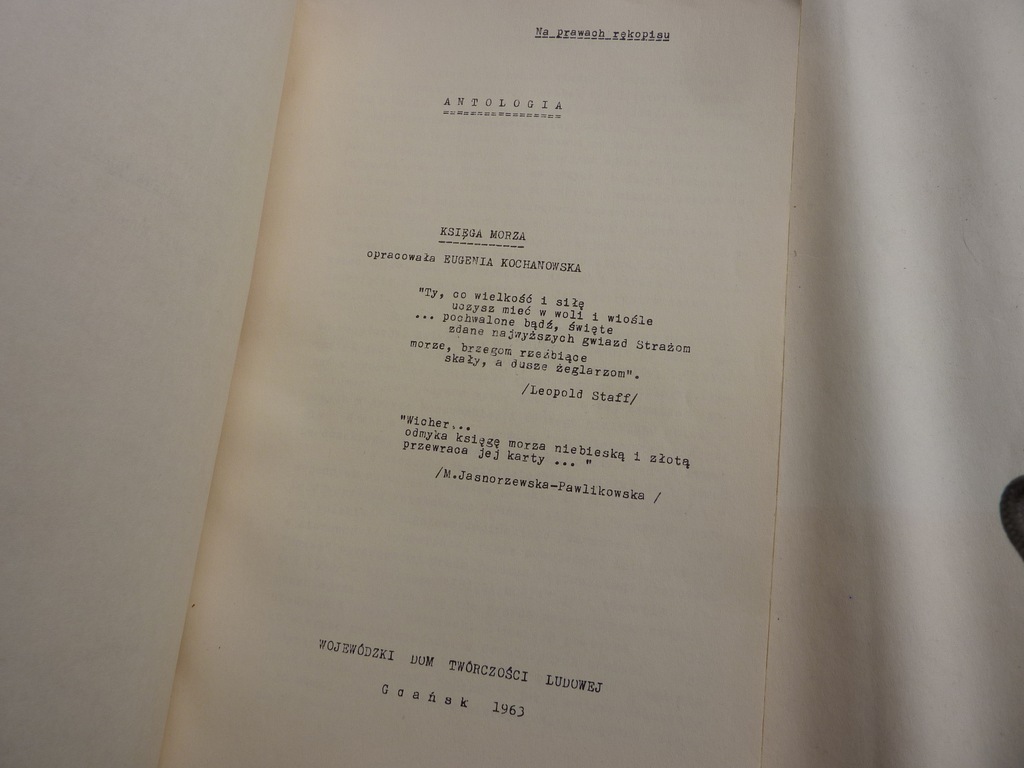 Na prawach rękopisu
ANTOLOGIA
KSIĘGA MORZA
opracowała EUGENIA KOCHANOWSKA
"Ty, co wielkość i siłę
uczysz mieć w woli i wiośle
... pochwalone bądź, święte
zdane najwyższych gwiazd Strażom
morze, brzegom rzeźbiące
skały, a dusze żeglarzom".
/Leopold Staff/
"Wicher...
odmyka księgę morza niebieską i złotą
przewraca jej karty ... "
/M.Jasnorzewska-Pawlikowska /
WOJEWÓDZKI DOM TWÓRCZOŚCI LUDOWEJ
Gdańsk 1963